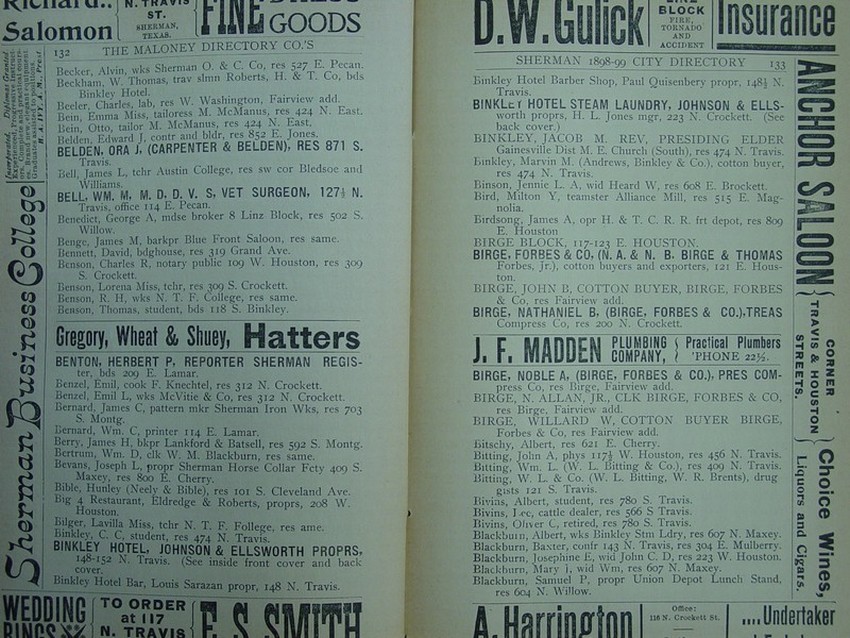 Richard..
Salomon
N. TRAVIS
ST.
SHERMAN,
TEXAS.
FINE DRESS
GOODS
132 THE MALONEY DIRECTORY CO.'S
Becker, Alvin, wks Sherman O. & C. Co, res 527 E. Pecan.
Beckham, W. Thomas, trav slmn Roberts, H. & T. Co, bds
Binkley Hotel.
Beeler, Charles, lab, res W. Washington, Fairview add.
Bein, Emma Miss, tailoress M. McManus, res 424 N. East.
Bein, Otto, tailor M. McManus, res 424 N. East.
Belden, Edward J, contr and bldr, res 852 E. Jones.
BELDEN, ORA J, (CARPENTER & BELDEN), RES 871 S.
Travis.
Bell, James L, tchr Austin College, res sw cor Bledsoe and
Williams.
BELL, WM. M, M. D, D. V. S, VET SURGEON, 127½ N.
Travis, office 114 E. Pecan.
Benedict, George A, mdse broker 8 Linz Block, res 502 S.
Willow.
Benge, James M, barkpr Blue Front Saloon, res same.
Bennett, David, bdghouse, res 319 Grand Ave.
Benson, Charles R, notary public 109 W. Houston, res 309
S. Crockett.
Benson, Lorena Miss, tchr, res 309 S. Crockett.
Benson, R. H, wks N. T. F. College, res same.
Benson, Thomas, student, bds 118 S. Binkley.
Gregory, Wheat & Shuey, Hatters
BENTON, HERBERT P, REPORTER SHERMAN REGIS-
ter, bds 209 E. Lamar.
Benzel, Emil, cook F. Knechtel, res 312 N. Crockett.
Benzel, Emil L, wks McVitie & Co, res 312 N. Crockett.
Bernard, James C, pattern mkr Sherman Iron Wks, res 703
S. Montg.
Bernard, Wm. C, printer 114 E. Lamar.
Berry, James H, bkpr Lankford & Batsell, res 592 S. Montg.
Bertrum, Wm. D, clk W. M. Blackburn, res same.
Bevans, Joseph L, propr Sherman Horse Collar Fcty 409 S.
Maxey, res 800 E. Cherry.
Bible, Hunley (Neely & Bible), res 101 S. Cleveland Ave.
Big 4 Restaurant, Eldredge & Roberts, proprs, 208 W.
Houston.
Bilger, Lavilla Miss, tchr N. T. F. Follege, res ame.
Binkley, C. C, student, res 474 N. Travis.
BINKLEY HOTEL, JOHNSON & ELLSWORTH PROPRS,
148-152 N. Travis. (See inside front cover and back
cover.
Binkley Hotel Bar, Louis Sarazan propr, 148 N. Travis.
Sherman Business College
WEDDING
RINGS
TO ORDER
at 117
N. TRAVIS
E. S. SMITH
D. W. Gulick
BLOCK
FIRE,
TORNADO
AND
ACCIDENT
Insurance
SHERMAN 1898-99 CITY DIRECTORY 133
Binkley Hotel Barber Shop, Paul Quisenbery propr, 148½ N.
Travis.
BINKLEY HOTEL STEAM LAUNDRY, JOHNSON & ELLS-
worth proprs, H. L. Jones mgr, 223 N. Crockett. (See
back cover.)
BINKLEY, JACOB M. REV, PRESIDING ELDER
Gainesville Dist M. E. Church (South), res 474 N. Travis.
Binkley, Marvin M. (Andrews, Binkley & Co.), cotton buyer,
res 474 N. Travis.
Binson, Jennie L. A, wid Heard W, res 608 E. Brockett.
Bird, Milton Y, teamster Alliance Mill, res 515 E. Mag-
nolia.
Birdsong, James A, opr H. & T. C. R. R. frt depot, res 809
E. Houston
BIRGE BLOCK, 117-123 E. HOUSTON.
BIRGE, FORBES & CO, (N. A. & N. B. BIRGE & THOMAS
Forbes, Jr.), cotton buyers and exporters, 121 E. Hous-
ton.
BIRGE, JOHN B, COTTON BUYER, BIRGE, FORBES
& Co, res Fairview add.
BIRGE, NATHANIEL B, (BIRGE, FORBES & CO.), TREAS
Compress Co, res 200 N. Crockett.
J. F. MADDEN PLUMBING
COMPANY,
Practical Plumbers
'PHONE 22½.
BIRGE, NOBLE A, (BIRGE, FORBES & CO.), PRES COM-
press Co, res Birge, Fairview add.
BIRGE, N. ALLAN, JR., CLK BIRGE, FORBES & CO,
res Birge, Fairview add.
BIRGE, WILLARD W, COTTON BUYER BIRGE,
Forbes & Co, res Fairview add.
Bitschy, Albert, res 621 E. Cherry.
Bitting, John A, phys 117½ W. Houston, res 456 N. Travis.
Bitting, Wm. L. (W. L. Bitting & Co.), res 409 N. Travis.
Bitting, W. L. & Co. (W. L. Bitting, W. R. Brents), drug
gists 121 S. Travis.
Bivins, Albert, student, res 780 S. Travis.
Bivins, cattle dealer, res 566 S Travis
Bivins, Oliver C, retired, res 780 S. Travis.
Blackburn, Albert, wks Binkley Stm Ldry, res 607 N. Maxey.
Blackburn, Baxter, confr 143 N. Travis, res 304 E. Mulberry.
Blackburn, Josephine E, wid John C. D, res 223 W. Houston.
Blackburn, Mary J, wid Wm, res 607 N. Maxey.
Blackburn, Samuel P, propr Union Depot Lunch Stand,
res 604 N. Willow.
ANCHOR SALOON
CORNER
TRAVIS & HOUSTON
STREETS.
Choice Wines,
Liquors and Cigars.
A. Harrington
Office:
116 N. Crockett St.
....Undertaker